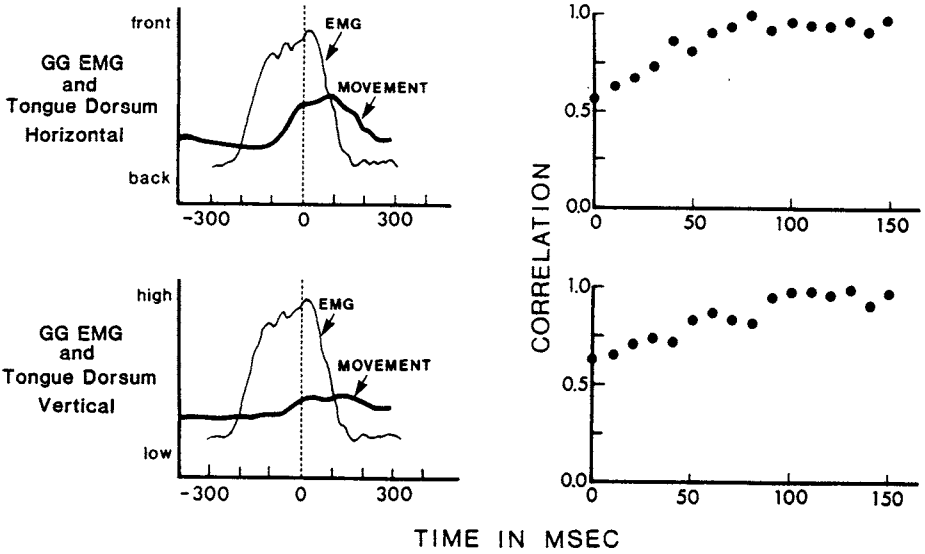 front
GG EMG
and
Tongue Dorsum
Horizontal
back
EMG
MOVEMENT
-300 0 300
1.0
0.5
0.0
0 50 100 150
high
GG EMG
and
Tongue Dorsum
Vertical
low
EMG
MOVEMENT
-300 0 300
CORRELATION
1.0
0.5
0.0
0 50 100 150
TIME IN MSEC